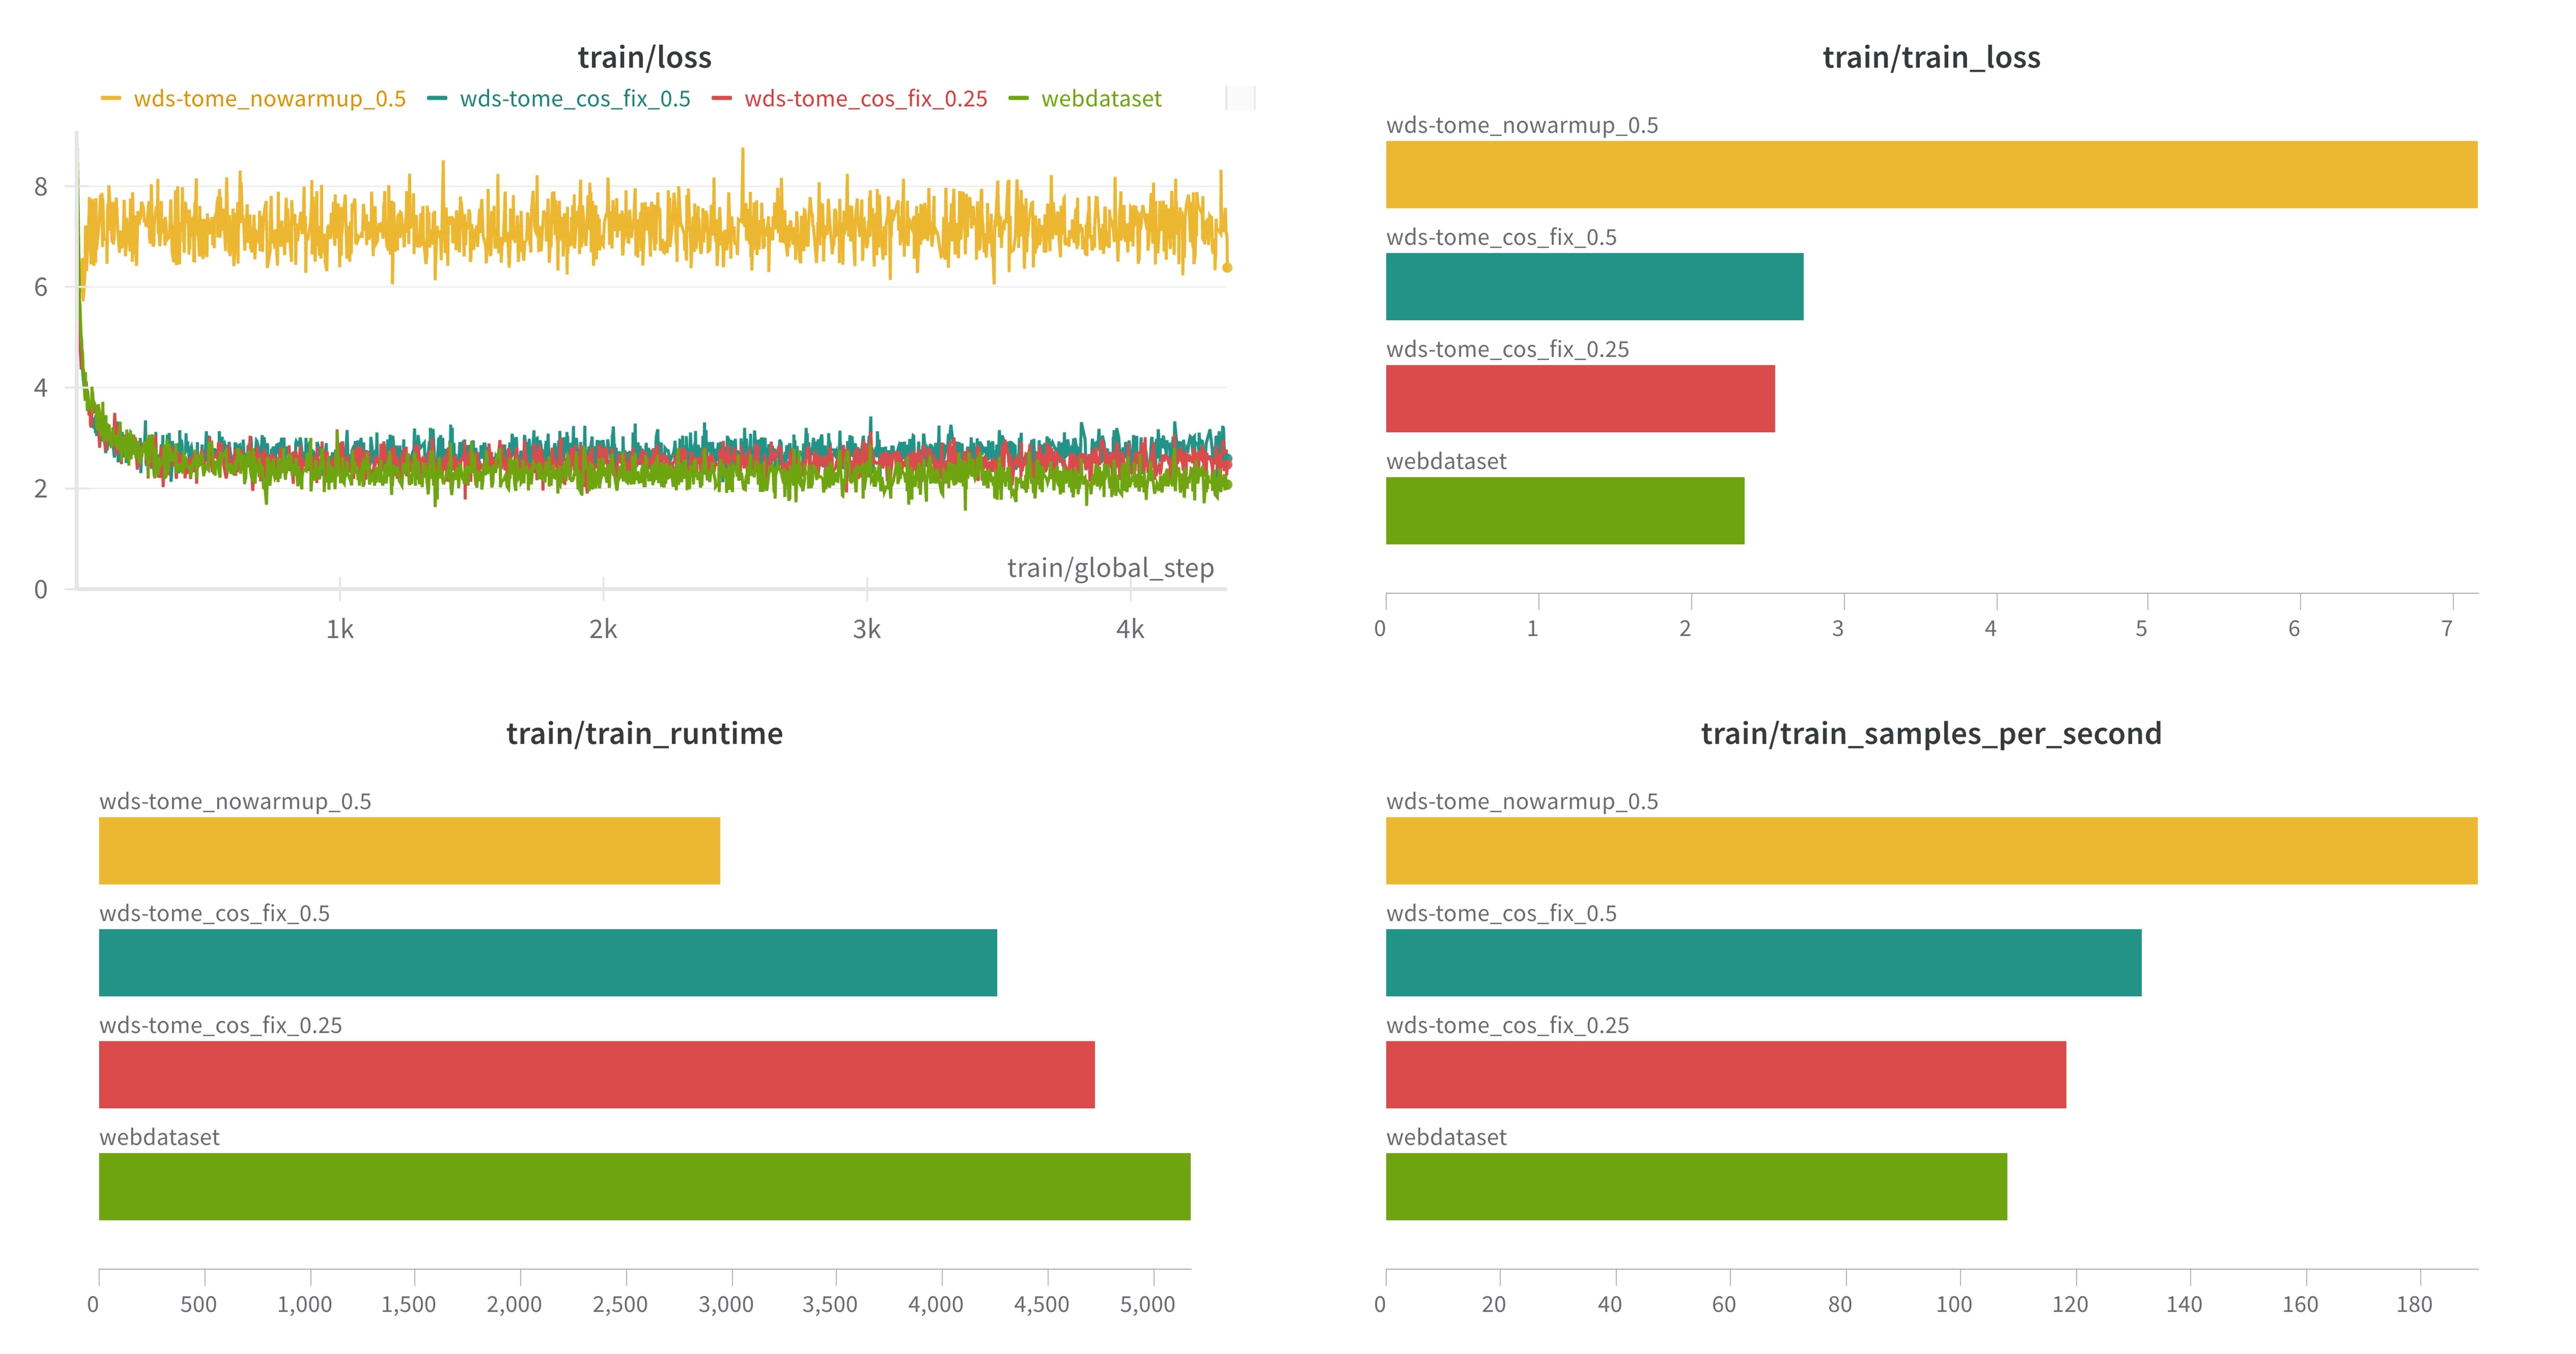 train/loss
wds-tome_nowarmup_0.5 wds-tome_cos_fix_0.5 wds-tome_cos_fix_0.25 webdataset
8
6
4
2
0
train/global_step
1k 2k 3k 4k
train/train_loss
wds-tome_nowarmup_0.5
wds-tome_cos_fix_0.5
wds-tome_cos_fix_0.25
webdataset
0 1 2 3 4 5 6 7
train/train_runtime
wds-tome_nowarmup_0.5
wds-tome_cos_fix_0.5
wds-tome_cos_fix_0.25
webdataset
0 500 1,000 1,500 2,000 2,500 3,000 3,500 4,000 4,500 5,000
train/train_samples_per_second
wds-tome_nowarmup_0.5
wds-tome_cos_fix_0.5
wds-tome_cos_fix_0.25
webdataset
0 20 40 60 80 100 120 140 160 180